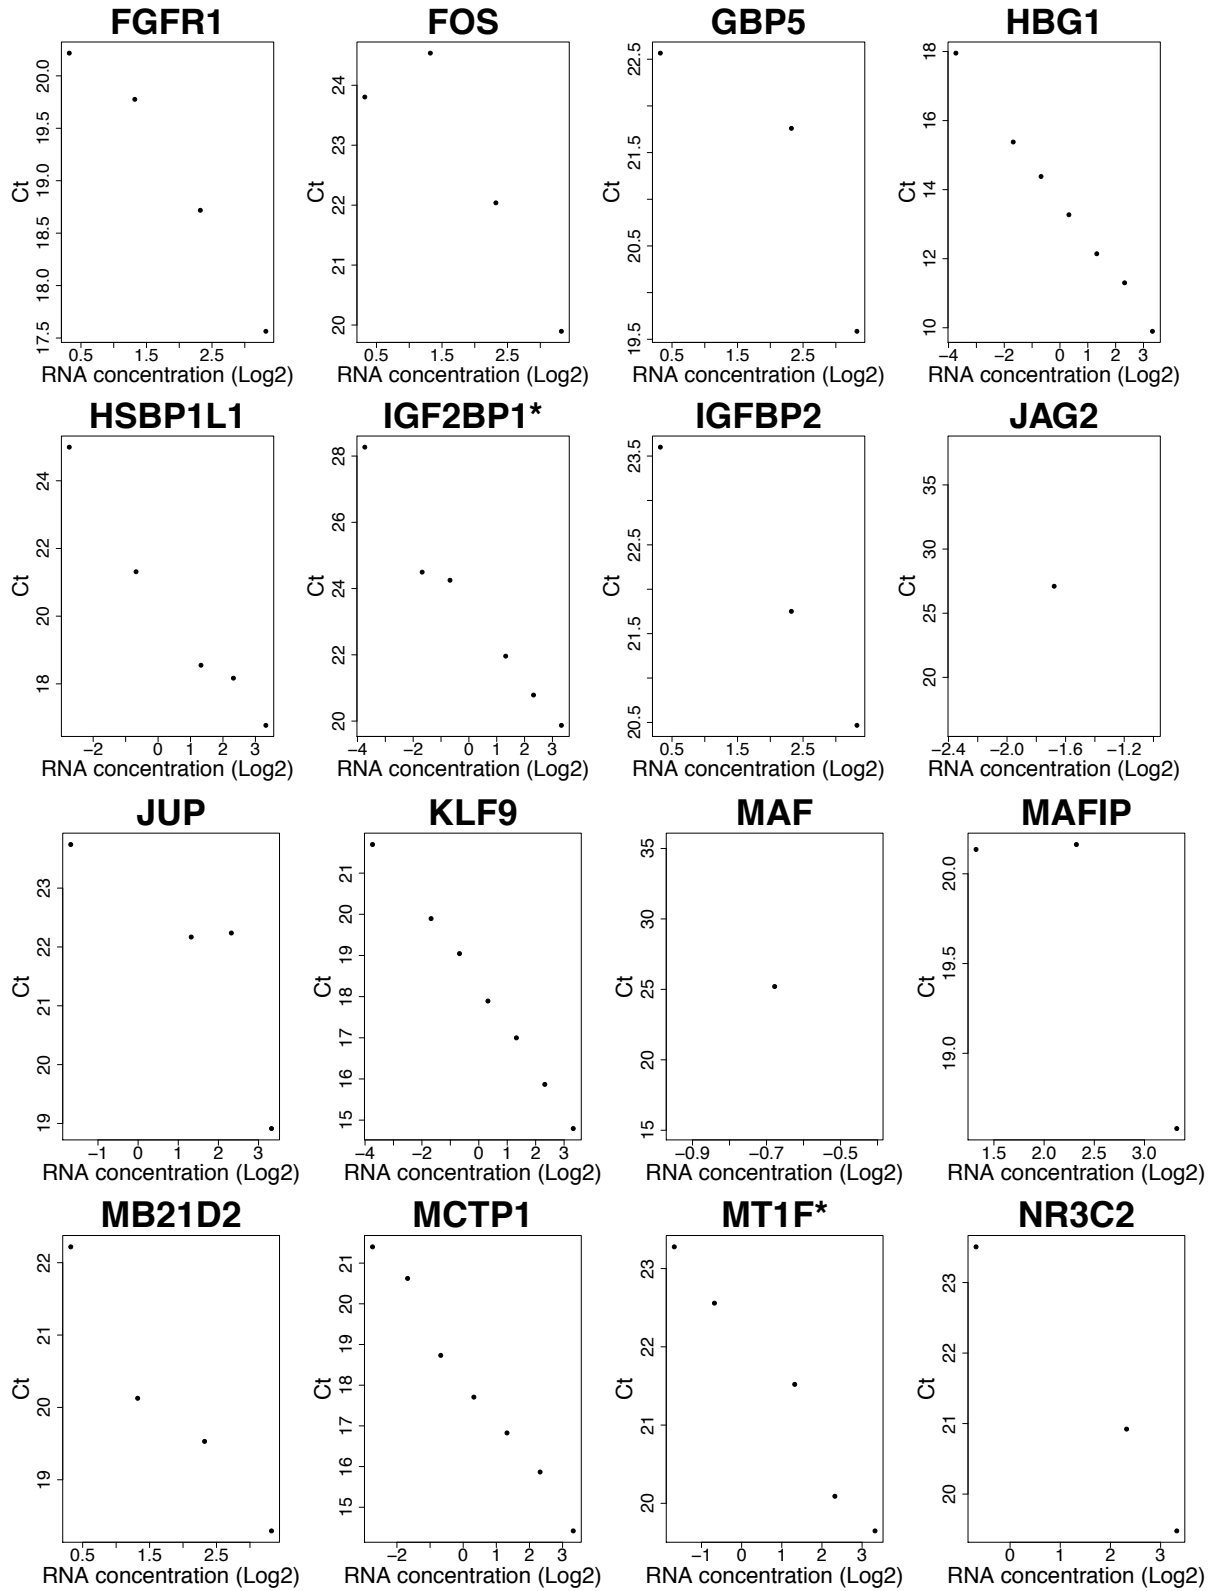 FGFR1
20.0
19.5
19.0
18.5
18.0
17.5
Ct
0.5 1.5 2.5
RNA concentration (Log2)
FOS
24
23
22
21
20
Ct
0.5 1.5 2.5
RNA concentration (Log2)
GBP5
22.5
21.5
20.5
19.5
Ct
0.5 1.5 2.5
RNA concentration (Log2)
HBG1
18
16
14
12
10
Ct
−4 −2 0 1 2 3
RNA concentration (Log2)
HSBP1L1
24
22
20
18
Ct
−2 0 1 2 3
RNA concentration (Log2)
IGF2BP1*
28
26
24
22
20
Ct
−4 −2 0 1 2 3
RNA concentration (Log2)
IGFBP2
23.5
22.5
21.5
20.5
Ct
0.5 1.5 2.5
RNA concentration (Log2)
JAG2
35
30
25
20
Ct
−2.4 −2.0 −1.6 −1.2
RNA concentration (Log2)
JUP
23
22
21
20
19
Ct
−1 0 1 2 3
RNA concentration (Log2)
KLF9
21
20
19
18
17
16
15
Ct
−4 −2 0 1 2 3
RNA concentration (Log2)
MAF
35
30
25
20
15
Ct
−0.9 −0.7 −0.5
RNA concentration (Log2)
MAFIP
20.0
19.5
19.0
Ct
1.5 2.0 2.5 3.0
RNA concentration (Log2)
MB21D2
22
21
20
19
Ct
0.5 1.5 2.5
RNA concentration (Log2)
MCTP1
21
20
19
18
17
16
15
Ct
−2 0 1 2 3
RNA concentration (Log2)
MT1F*
23
22
21
20
Ct
−1 0 1 2 3
RNA concentration (Log2)
NR3C2
23
22
21
20
Ct
0 1 2 3
RNA concentration (Log2)